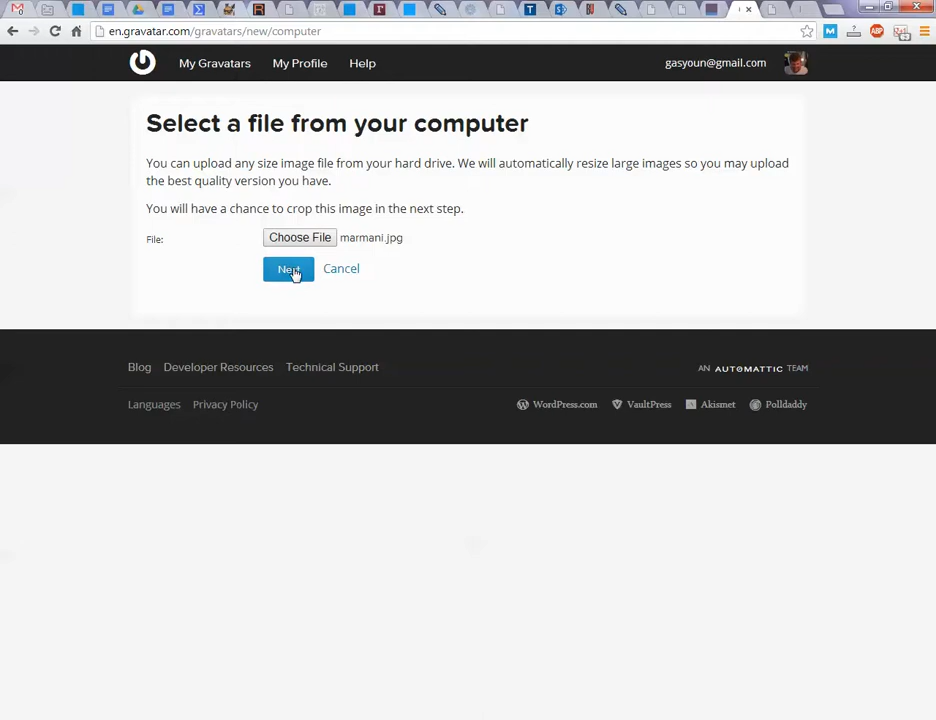 en.gravatar.com/gravatars/new/computer
My Gravatars My Profile Help gasyoun@gmail.com
Select a file from your computer
You can upload any size image file from your hard drive. We will automatically resize large images so you may upload
the best quality version you have.
You will have a chance to crop this image in the next step.
File: Choose File marmani.jpg
Next Cancel
Blog Developer Resources Technical Support AN AUTOMATTIC TEAM
Languages Privacy Policy WordPress.com VaultPress Akismet Polldaddy